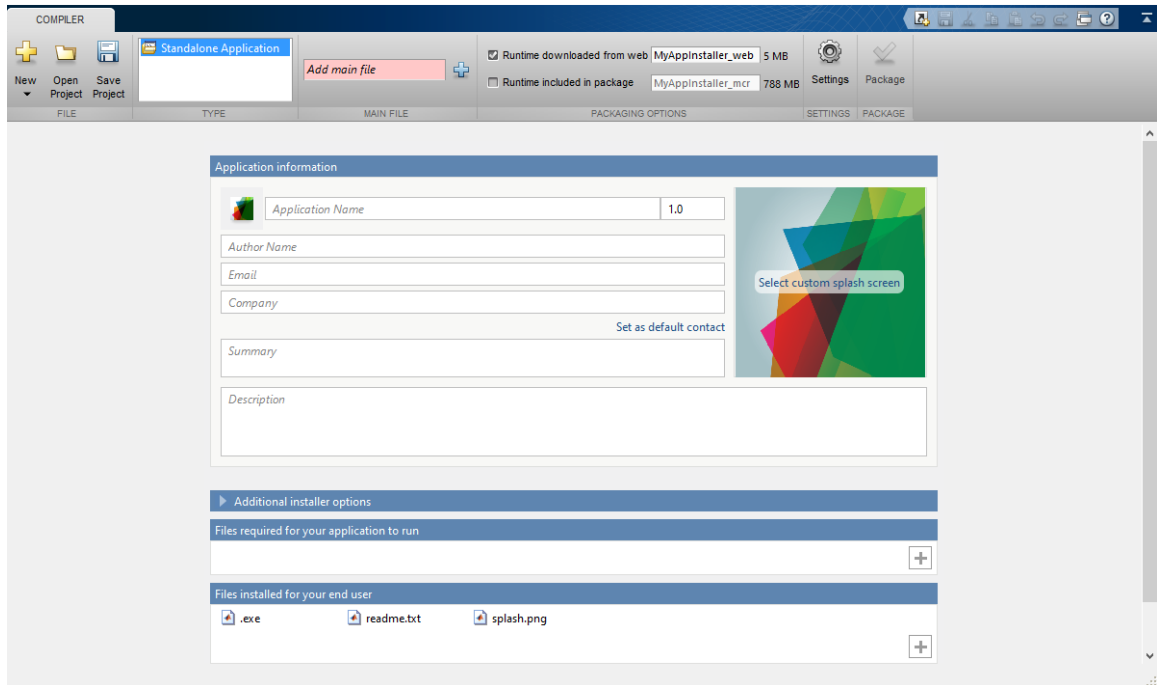 COMPILER
New
Open Project
Save Project
FILE
Standalone Application
TYPE
Add main file
MAIN FILE
Runtime downloaded from web MyAppInstaller_web 5 MB
Runtime included in package MyAppInstaller_mcr 788 MB
PACKAGING OPTIONS
Settings
SETTINGS
Package
PACKAGE
Application information
Application Name 1.0
Author Name
Email
Company
Set as default contact
Summary
Select custom splash screen
Description
Additional installer options
Files required for your application to run
Files installed for your end user
.exe readme.txt splash.png